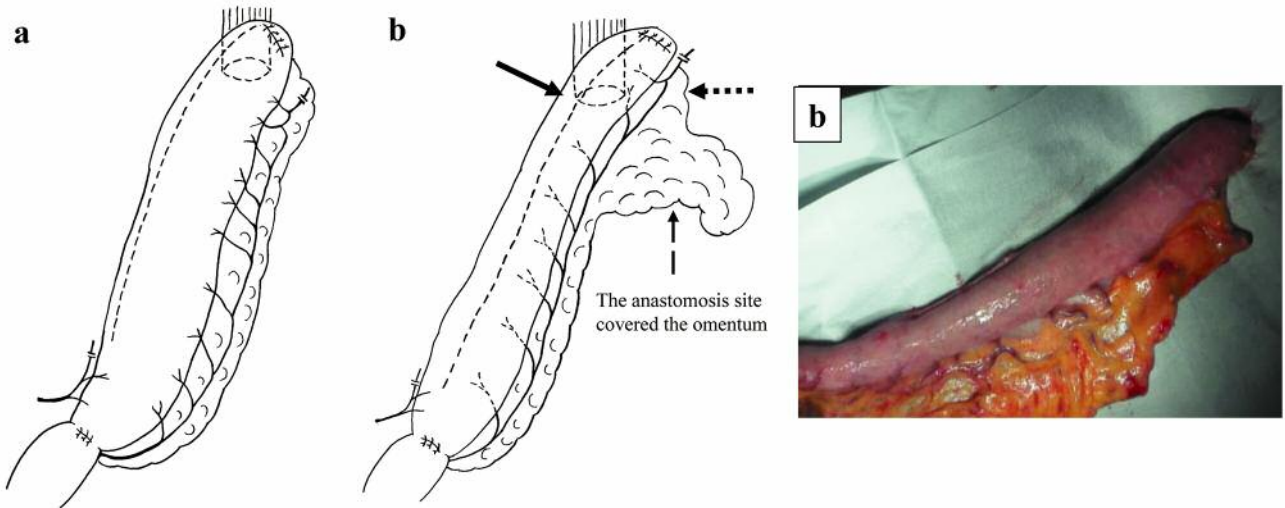 a
b
b
The anastomosis site
covered the omentum